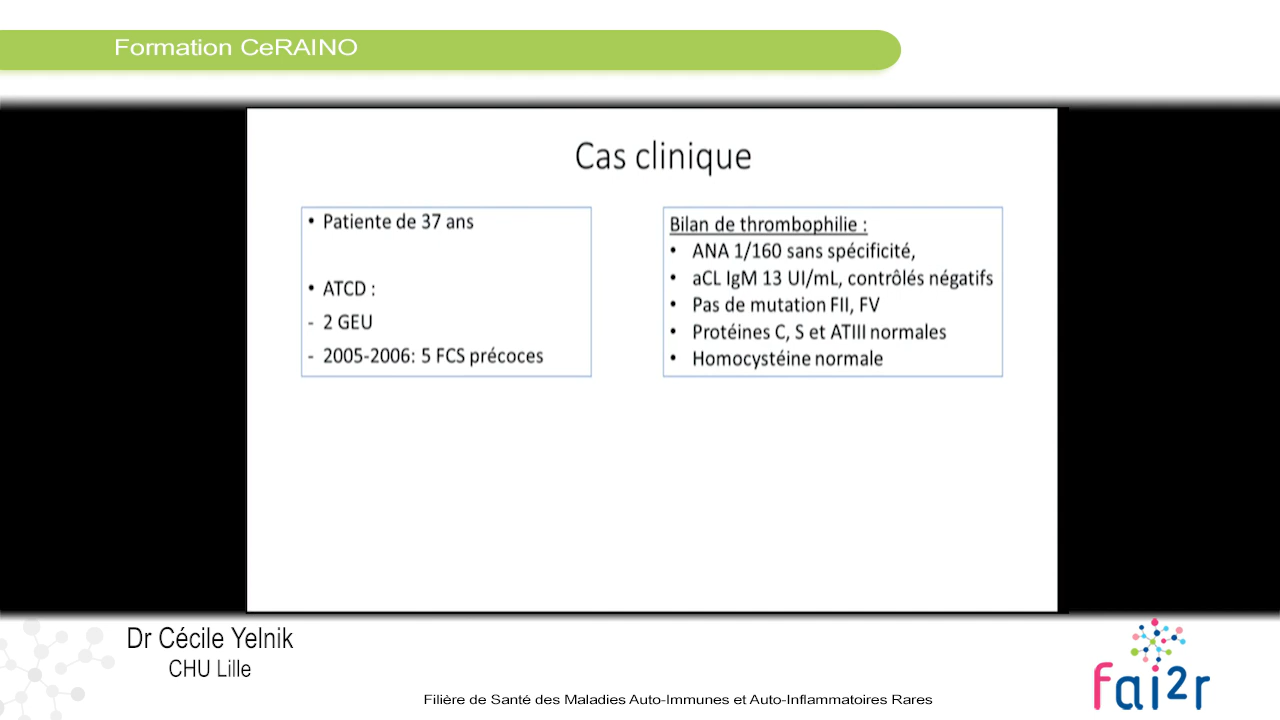 Formation CeRAINO
Cas clinique
• Patiente de 37 ans
• ATCD :
- 2 GEU
- 2005-2006: 5 FCS précoces
Bilan de thrombophilie :
• ANA 1/160 sans spécificité,
• aCL IgM 13 UI/mL, contrôlés négatifs
• Pas de mutation FII, FV
• Protéines C, S et ATIII normales
• Homocystéine normale
Dr Cécile Yelnik
CHU Lille
Filière de Santé des Maladies Auto-Immunes et Auto-Inflammatoires Rares
fai2r